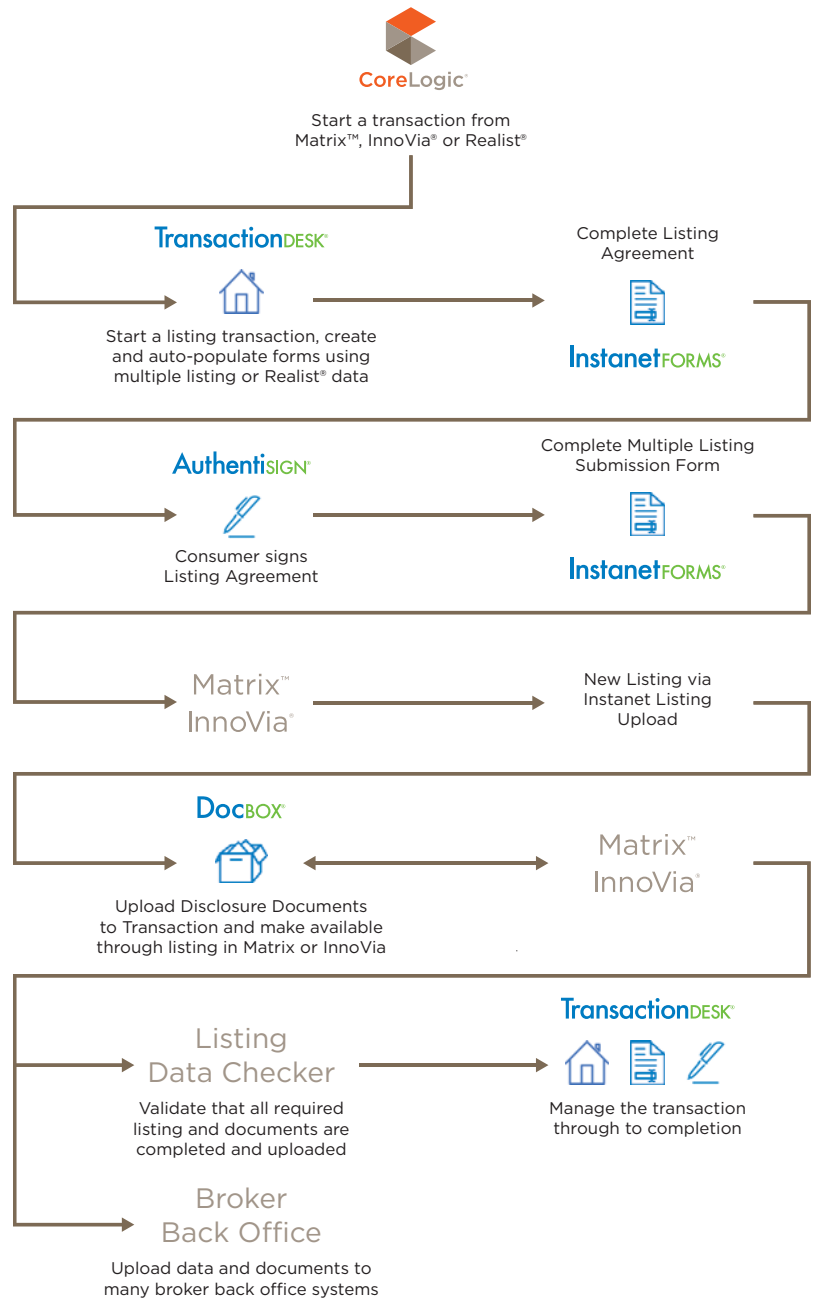 CoreLogic®
Start a transaction from
Matrix™, InnoVia® or Realist®
TransactionDESK®
Start a listing transaction, create
and auto-populate forms using
multiple listing or Realist® data
Complete Listing
Agreement
InstanetFORMS®
AuthentiSIGN®
Consumer signs
Listing Agreement
Complete Multiple Listing
Submission Form
InstanetFORMS®
Matrix™
InnoVia®
New Listing via
Instanet Listing
Upload
DocBOX®
Upload Disclosure Documents
to Transaction and make available
through listing in Matrix or InnoVia
Matrix™
InnoVia®
Listing
Data Checker
Validate that all required
listing and documents are
completed and uploaded
TransactionDESK®
Manage the transaction
through to completion
Broker
Back Office
Upload data and documents to
many broker back office systems